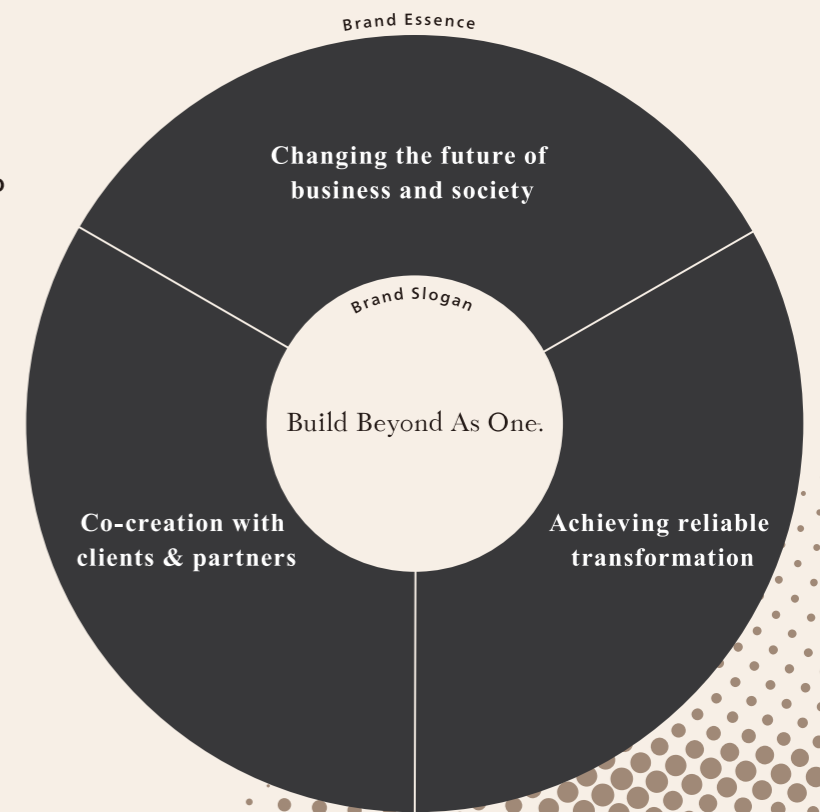 Brand Essence
Changing the future of
business and society
Brand Slogan
Build Beyond As One.
Co-creation with
clients & partners
Achieving reliable
transformation